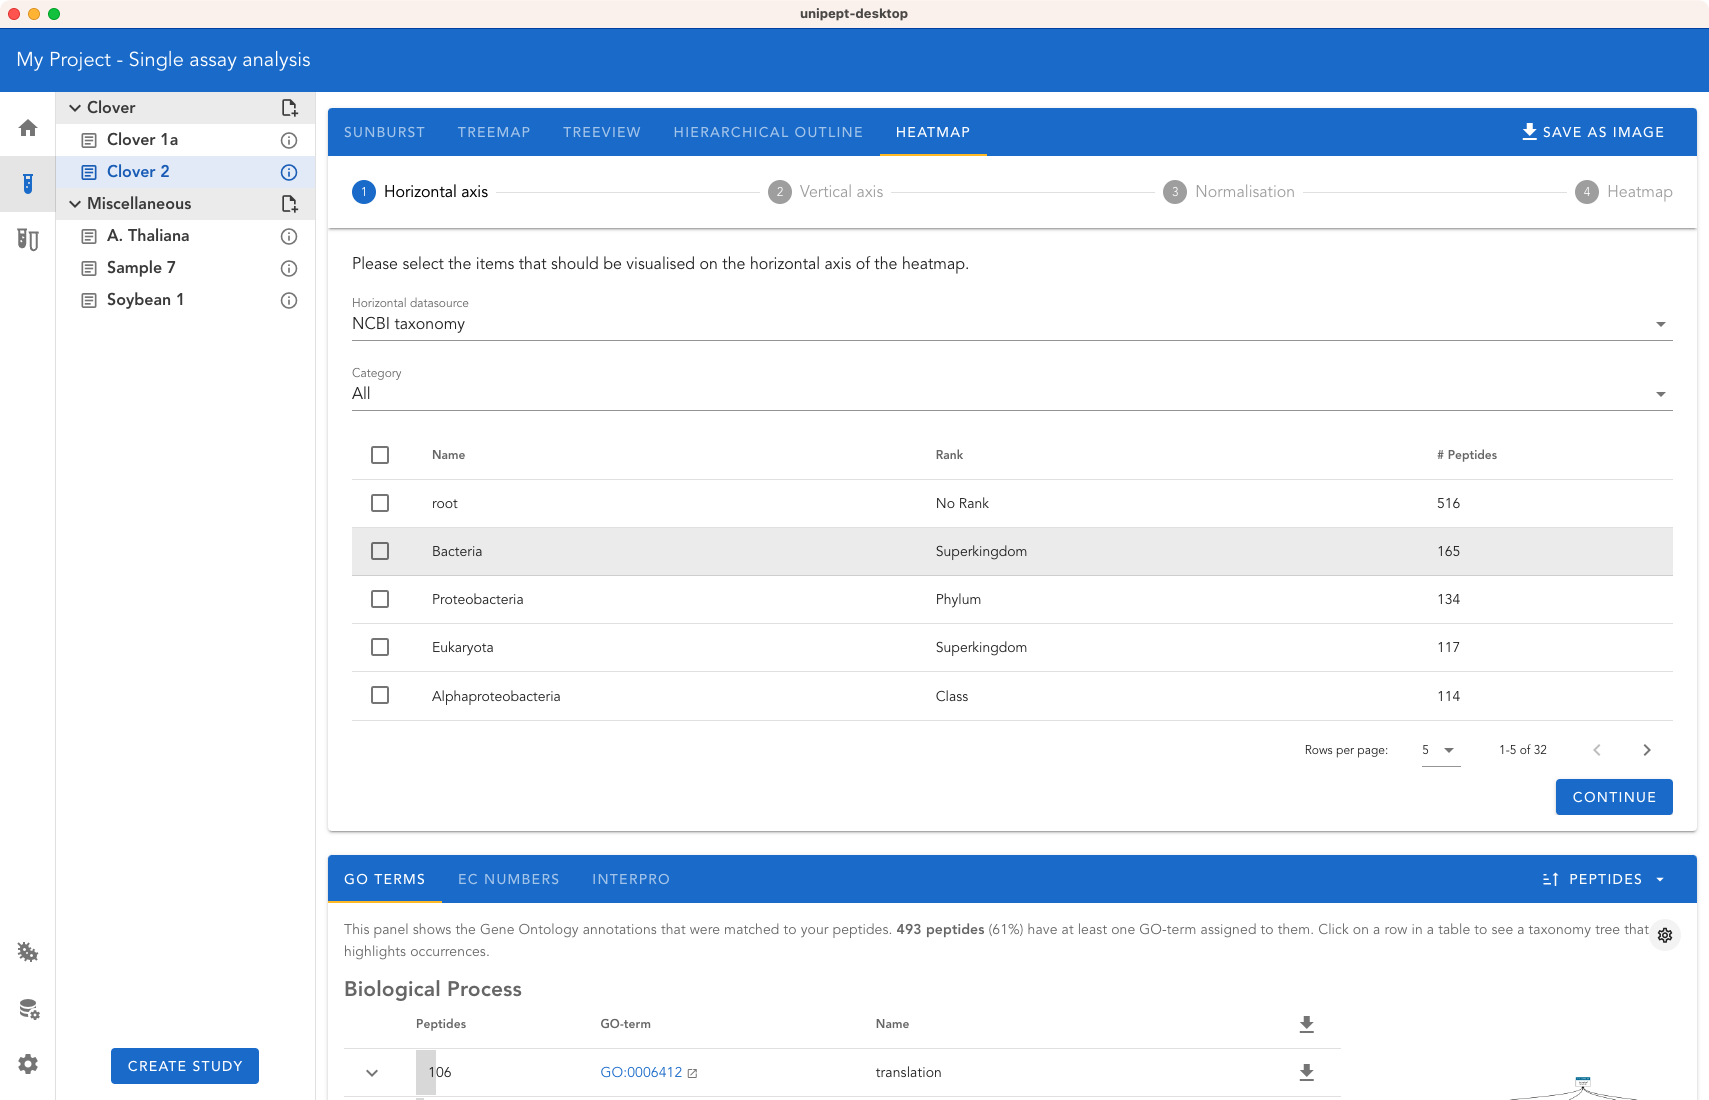 unipept-desktop
My Project - Single assay analysis
Clover
Clover 1a
Clover 2
Miscellaneous
A. Thaliana
Sample 7
Soybean 1
CREATE STUDY
SUNBURST TREEMAP TREEVIEW HIERARCHICAL OUTLINE HEATMAP SAVE AS IMAGE
1 Horizontal axis 2 Vertical axis 3 Normalisation 4 Heatmap
Please select the items that should be visualised on the horizontal axis of the heatmap.
Horizontal datasource
NCBI taxonomy
Category
All
Name Rank # Peptides
root No Rank 516
Bacteria Superkingdom 165
Proteobacteria Phylum 134
Eukaryota Superkingdom 117
Alphaproteobacteria Class 114
Rows per page: 5 1-5 of 32
CONTINUE
GO TERMS EC NUMBERS INTERPRO PEPTIDES
This panel shows the Gene Ontology annotations that were matched to your peptides. 493 peptides (61%) have at least one GO-term assigned to them. Click on a row in a table to see a taxonomy tree that
highlights occurrences.
Biological Process
Peptides GO-term Name
106 GO:0006412 translation